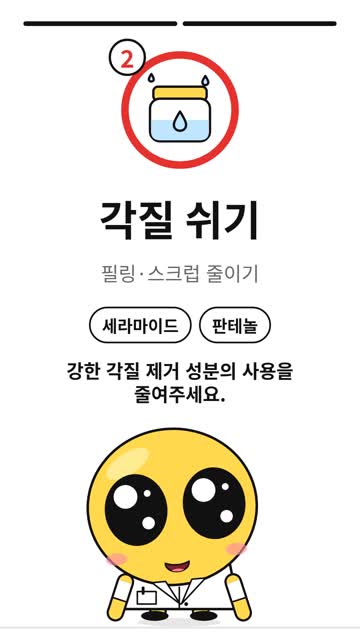 2
각질 쉬기
필링·스크럽 줄이기
세라마이드 판테놀
강한 각질 제거 성분의 사용을
줄여주세요.